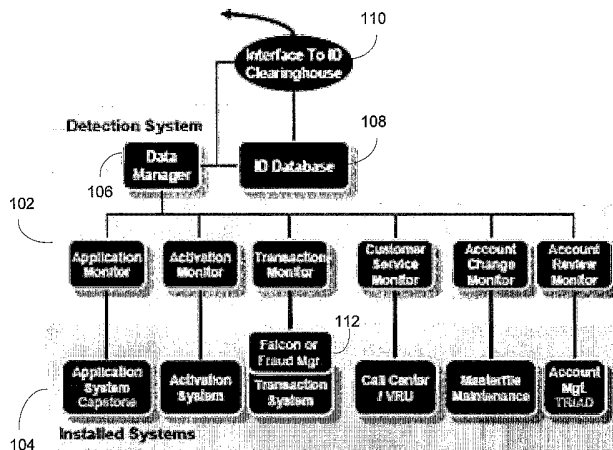 110
Interface To ID
Clearinghouse
Detection System
108
Data
Manager
ID Database
106
102
Application
Monitor
Activation
Monitor
Transaction
Monitor
Customer
Service
Monitor
Account
Change
Monitor
Account
Review
Monitor
112
Falcon or
Fraud Mgr
Application
System
Capstone
Activation
System
Transaction
System
Call Center
/ VRU
Masterfile
Maintenance
Account
Mgt.
TRIAD
104
Installed Systems